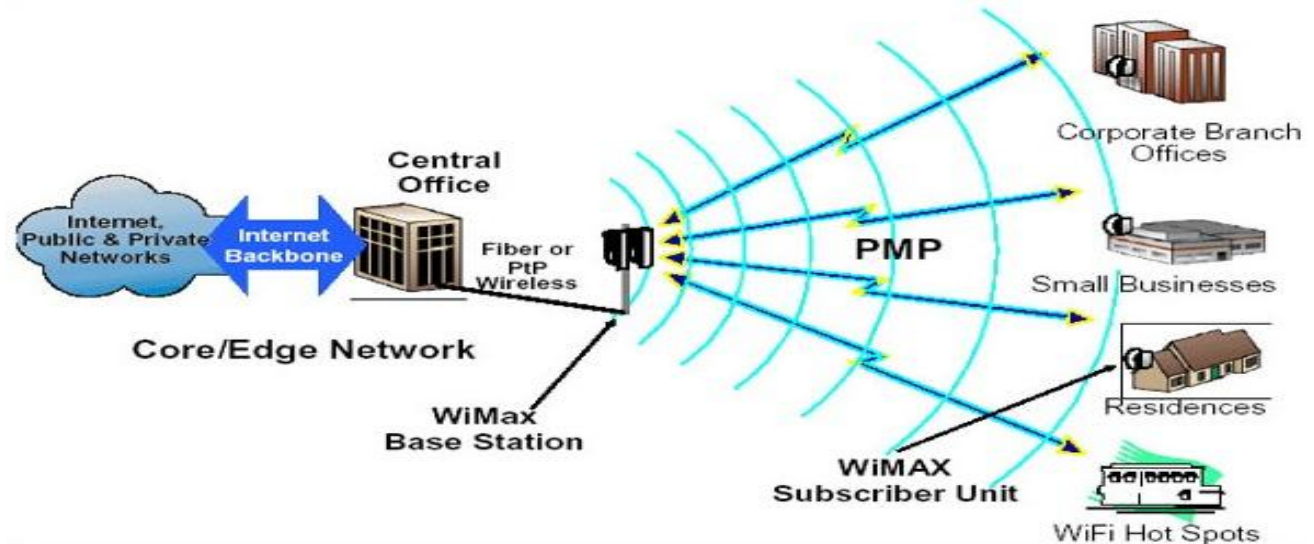 Corporate Branch
Offices
Central
Office
Internet,
Public & Private
Networks
Internet
Backbone
Fiber or
PtP
Wireless
PMP
Small Businesses
Core/Edge Network
Residences
WiMax
Base Station
WiMAX
Subscriber Unit
WiFi Hot Spots